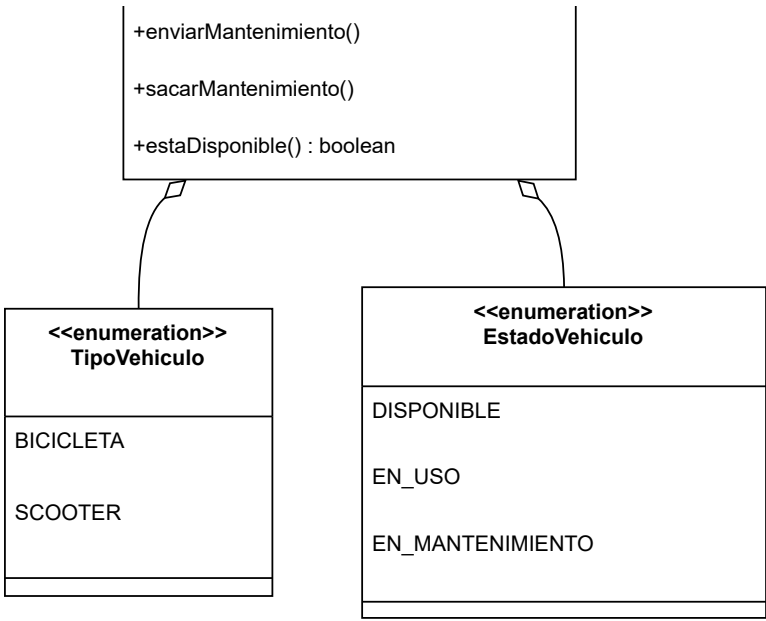 +enviarMantenimiento()
+sacarMantenimiento()
+estaDisponible() : boolean
<<enumeration>>
TipoVehiculo
BICICLETA
SCOOTER
<<enumeration>>
EstadoVehiculo
DISPONIBLE
EN_USO
EN_MANTENIMIENTO